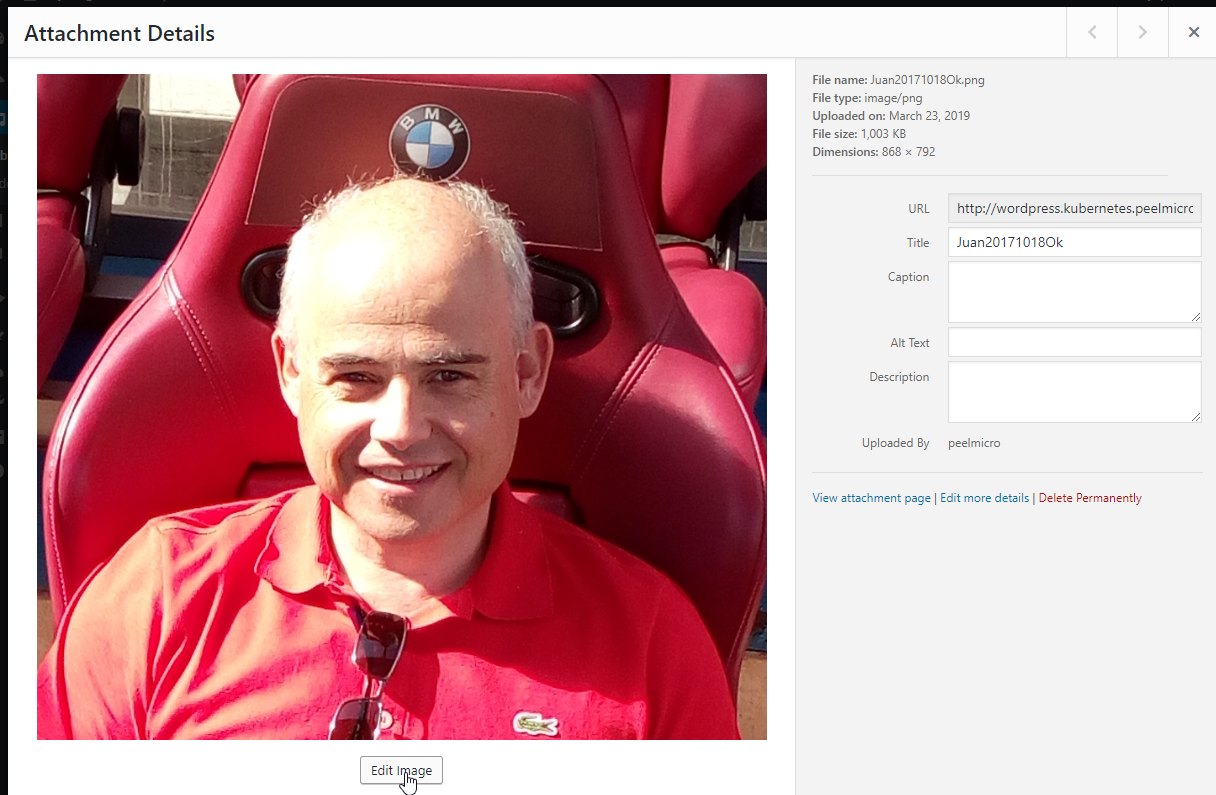 Attachment Details
BMW
File name: Juan20171018Ok.png
File type: image/png
Uploaded on: March 23, 2019
File size: 1,003 KB
Dimensions: 868 × 792
URL http://wordpress.kubernetes.peelmicro
Title Juan20171018Ok
Caption
Alt Text
Description
Uploaded By peelmicro
View attachment page | Edit more details | Delete Permanently
Edit Image